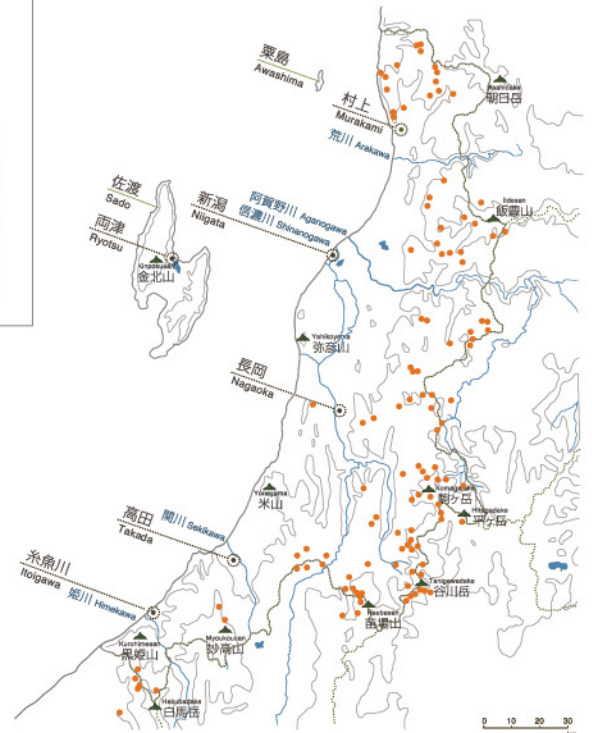 粟島
Awashima
朝日岳
村上
Murakami
荒川 Arakawa
佐渡
Sado
新潟
Niigata
阿賀野川 Aganogawa
信濃川 Shinanogawa
Iidesan
飯豊山
両津
Ryotsu
金北山
Yahikoyama
弥彦山
長岡
Nagaoka
Yoneyama
米山
Komagatake
駒ヶ岳
平ヶ岳
高田
Takada
関川 Sekikawa
Tanigawadake
谷川岳
Naebasan
苗場山
糸魚川
Itoigawa
姫川 Himekawa
Kurohimesan
黒姫山
Myoukousan
妙高山
Hakubadake
白馬岳
0 10 20 30